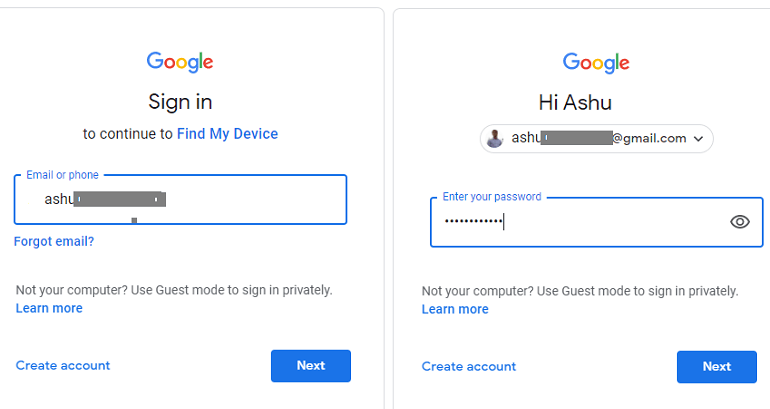 Google
Sign in
to continue to Find My Device
Email or phone
ashu
Forgot email?
Not your computer? Use Guest mode to sign in privately.
Learn more
Create account
Next
Google
Hi Ashu
ashu @gmail.com
Enter your password
••••••••••••
Not your computer? Use Guest mode to sign in privately.
Learn more
Create account
Next